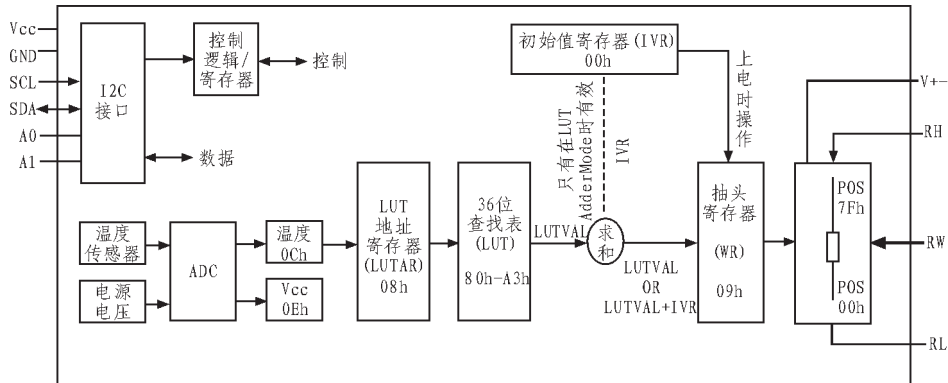 Vcc
GND
SCL
SDA
A0
A1
I2C
接口
控制
逻辑/
寄存器
控制
数据
初始值寄存器(IVR)
00h
上电时操作
只有在LUT
AdderMode时有效
IVR
V+-
RH
RW
RL
温度
传感器
电源
电压
ADC
温度
0Ch
Vcc
0Eh
LUT
地址
寄存器
(LUTAR)
08h
36位
查找表
(LUT)
80h-A3h
LUTVAL
求和
LUTVAL
OR
LUTVAL+IVR
抽头
寄存器
(WR)
09h
POS
7Fh
POS
00h